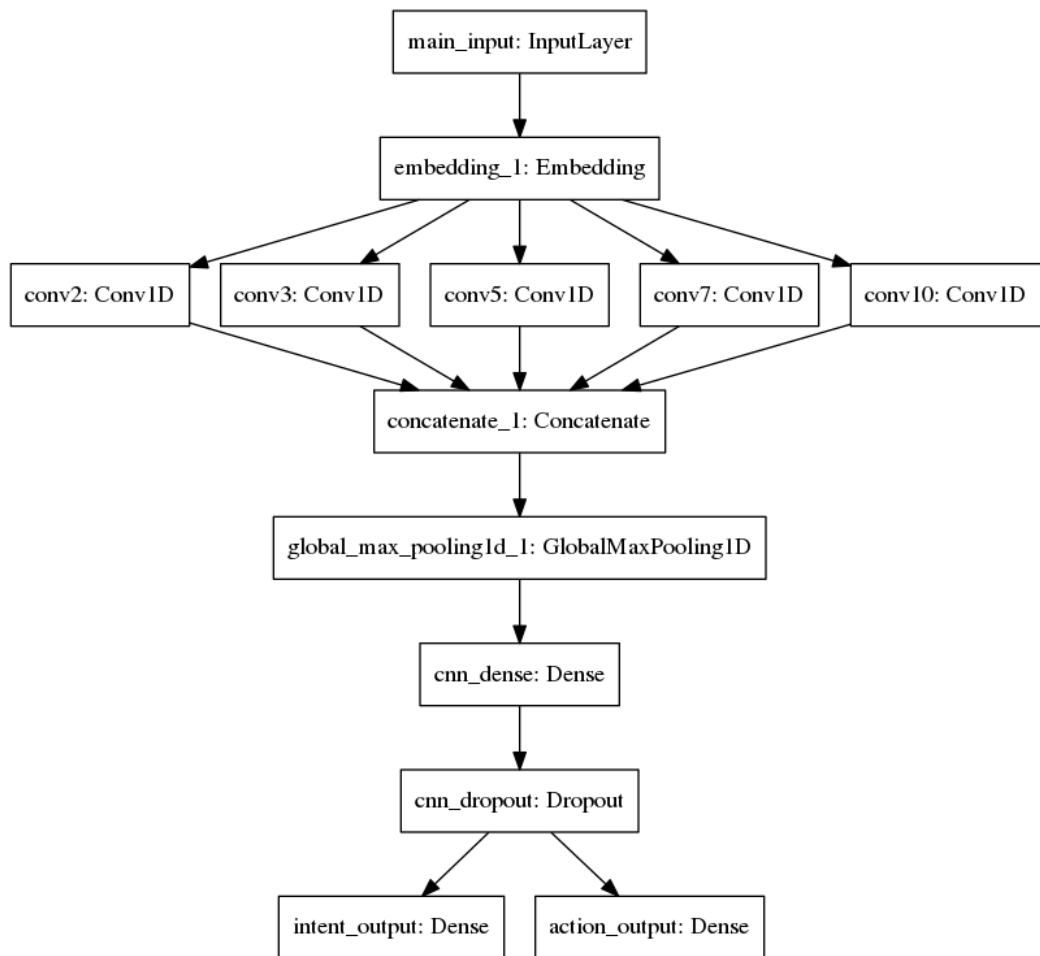 main_input: InputLayer
embedding_1: Embedding
conv2: Conv1D
conv3: Conv1D
conv5: Conv1D
conv7: Conv1D
conv10: Conv1D
concatenate_1: Concatenate
global_max_pooling1d_1: GlobalMaxPooling1D
cnn_dense: Dense
cnn_dropout: Dropout
intent_output: Dense
action_output: Dense